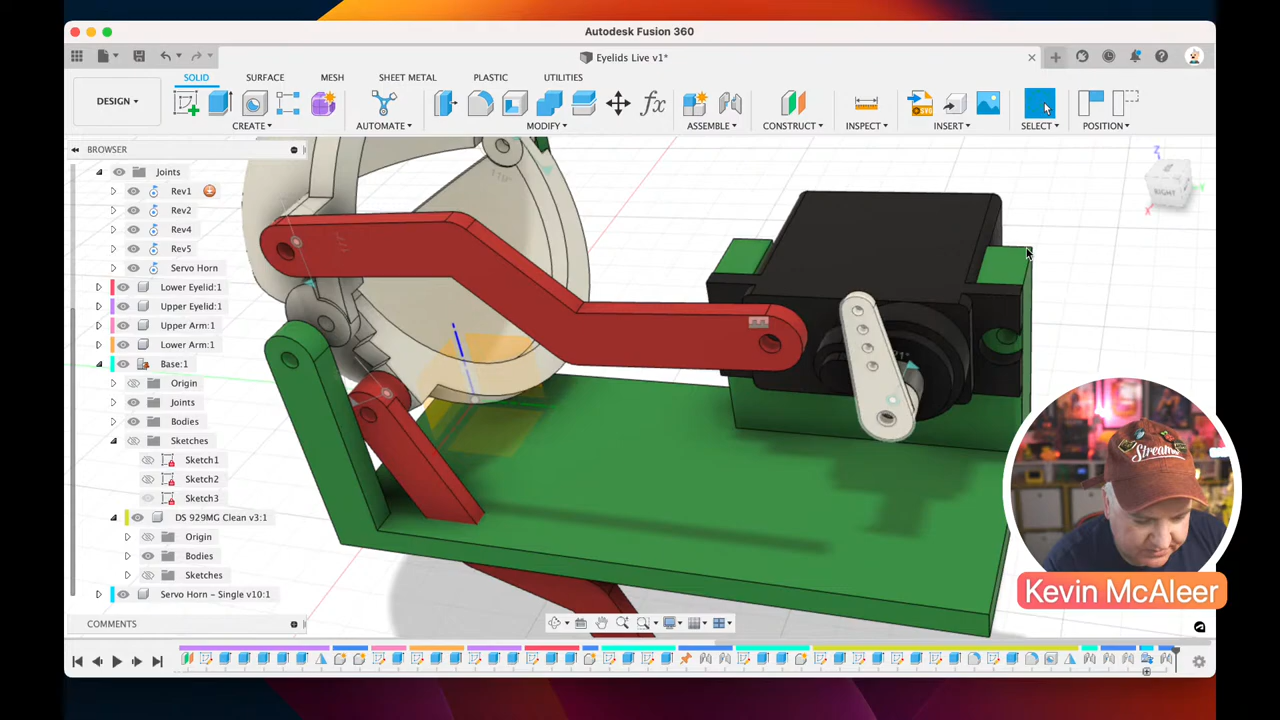 Autodesk Fusion 360
Eyelids Live v1*
DESIGN
SOLID SURFACE MESH SHEET METAL PLASTIC UTILITIES
CREATE AUTOMATE MODIFY ASSEMBLE CONSTRUCT INSPECT INSERT SELECT POSITION
BROWSER
Joints
Rev1
Rev2
Rev4
Rev5
Servo Horn
Lower Eyelid:1
Upper Eyelid:1
Upper Arm:1
Lower Arm:1
Base:1
Origin
Joints
Bodies
Sketches
Sketch1
Sketch2
Sketch3
DS 929MG Clean v3:1
Origin
Bodies
Sketches
Servo Horn - Single v10:1
COMMENTS
Z
RIGHT
X
Stream
Kevin McAleer